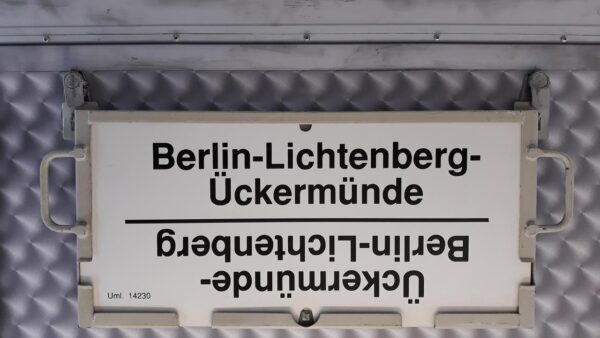 Berlin-Lichtenberg-
Ückermünde
Ückermünde-
Berlin-Lichtenberg
Uml. 14230